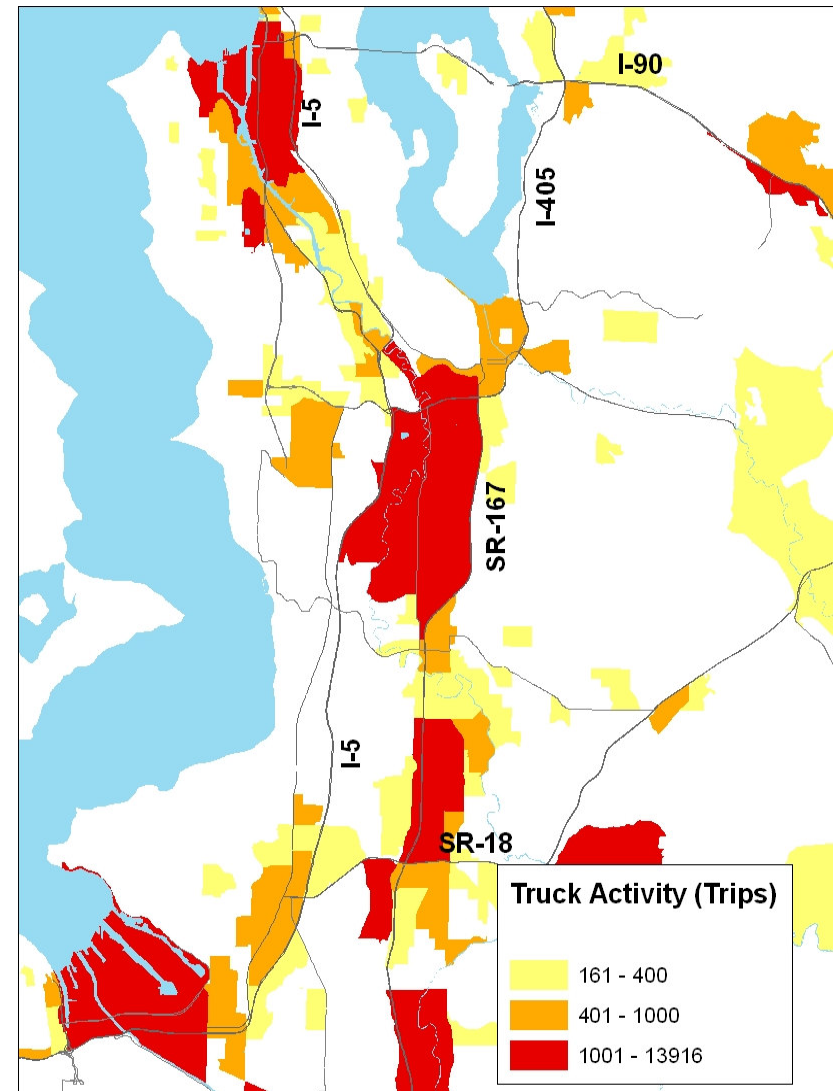 I-90
I-5
I-405
SR-167
I-5
SR-18
Truck Activity (Trips)
161 - 400
401 - 1000
1001 - 13916